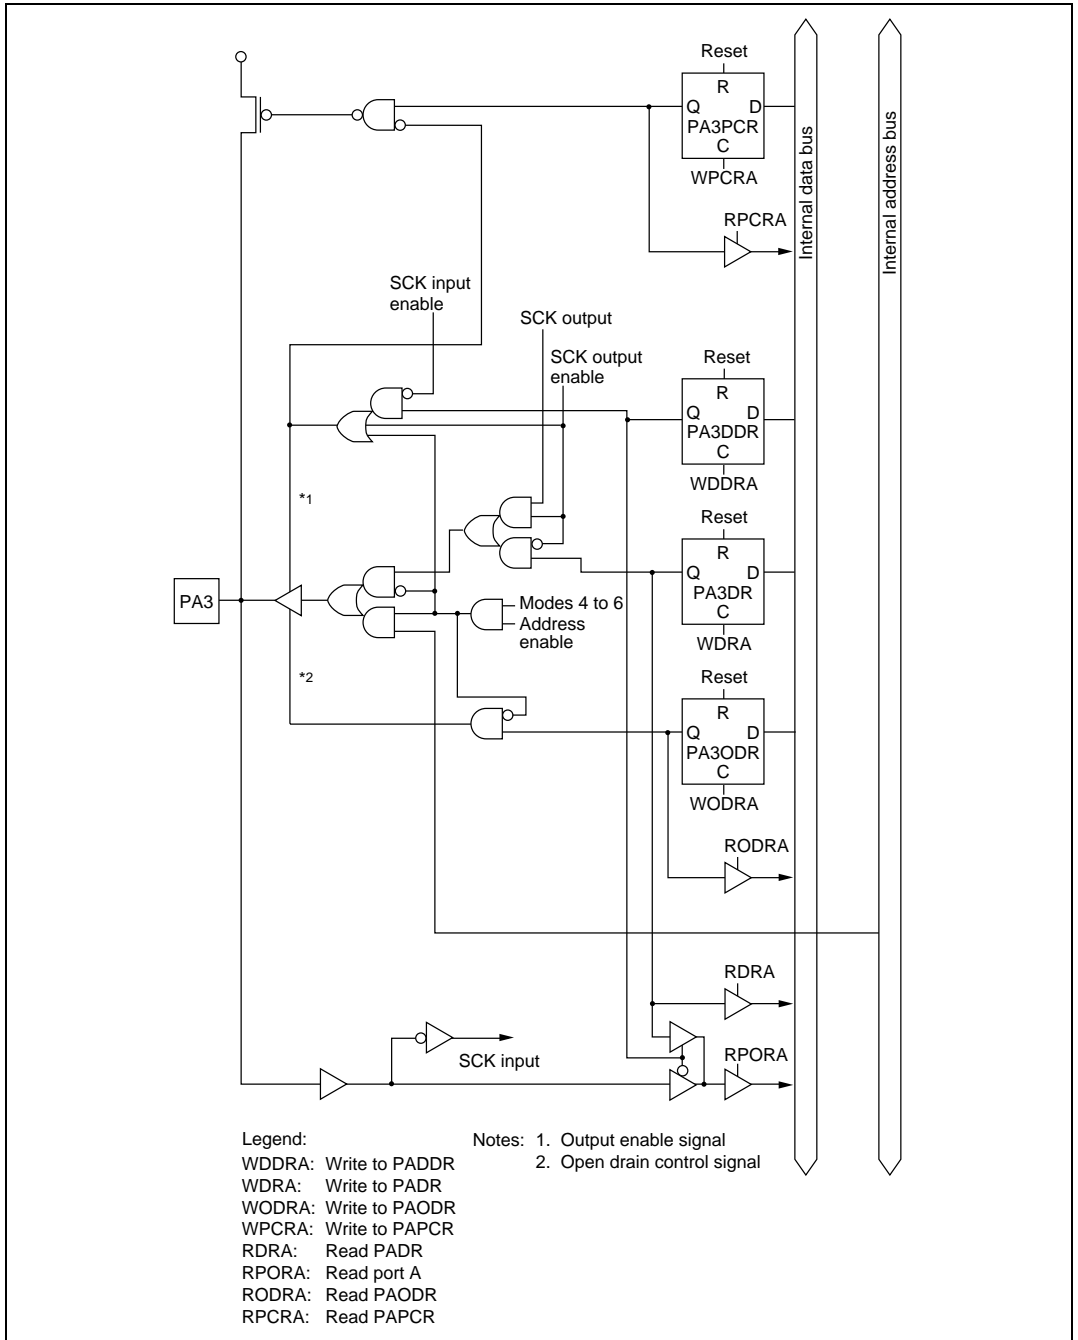 Reset
R
Q D
PA3PCR
C
WPCRA
RPCRA
Internal data bus
Internal address bus
SCK input
enable
SCK output
SCK output
enable
Reset
R
Q D
PA3DDR
C
WDDRA
*1
Reset
R
Q D
PA3DR
C
WDRA
PA3
Modes 4 to 6
Address
enable
*2
Reset
R
Q D
PA3ODR
C
WODRA
RODRA
RDRA
SCK input
RPORA
Legend:
WDDRA: Write to PADDR
WDRA: Write to PADR
WODRA: Write to PAODR
WPCRA: Write to PAPCR
RDRA: Read PADR
RPORA: Read port A
RODRA: Read PAODR
RPCRA: Read PAPCR
Notes: 1. Output enable signal
2. Open drain control signal